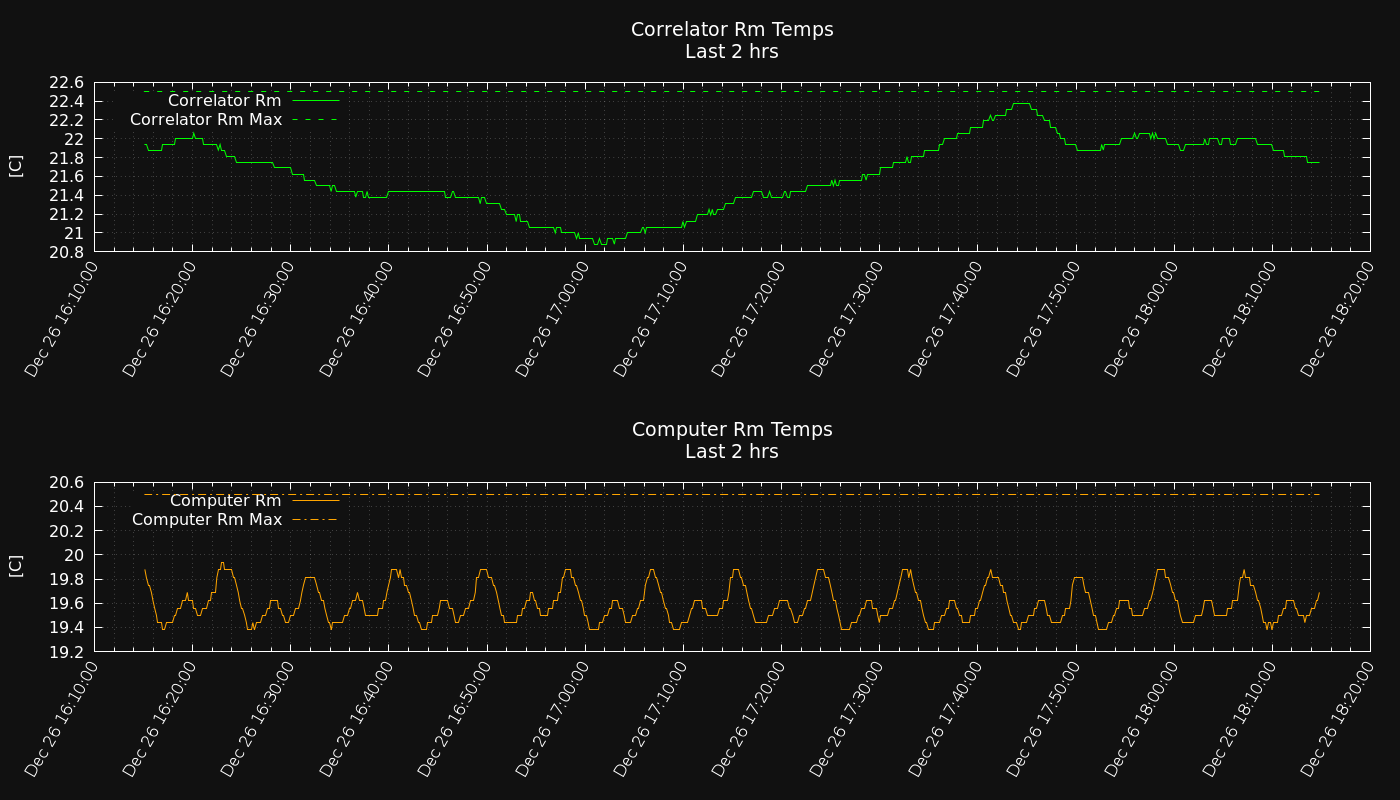 Correlator Rm Temps
Last 2 hrs
22.6
22.4
22.2
22
21.8
21.6
21.4
21.2
21
20.8
[C]
Correlator Rm
Correlator Rm Max
Dec 26 16:10:00
Dec 26 16:20:00
Dec 26 16:30:00
Dec 26 16:40:00
Dec 26 16:50:00
Dec 26 17:00:00
Dec 26 17:10:00
Dec 26 17:20:00
Dec 26 17:30:00
Dec 26 17:40:00
Dec 26 17:50:00
Dec 26 18:00:00
Dec 26 18:10:00
Dec 26 18:20:00
Computer Rm Temps
Last 2 hrs
20.6
20.4
20.2
20
19.8
19.6
19.4
19.2
[C]
Computer Rm
Computer Rm Max
Dec 26 16:10:00
Dec 26 16:20:00
Dec 26 16:30:00
Dec 26 16:40:00
Dec 26 16:50:00
Dec 26 17:00:00
Dec 26 17:10:00
Dec 26 17:20:00
Dec 26 17:30:00
Dec 26 17:40:00
Dec 26 17:50:00
Dec 26 18:00:00
Dec 26 18:10:00
Dec 26 18:20:00